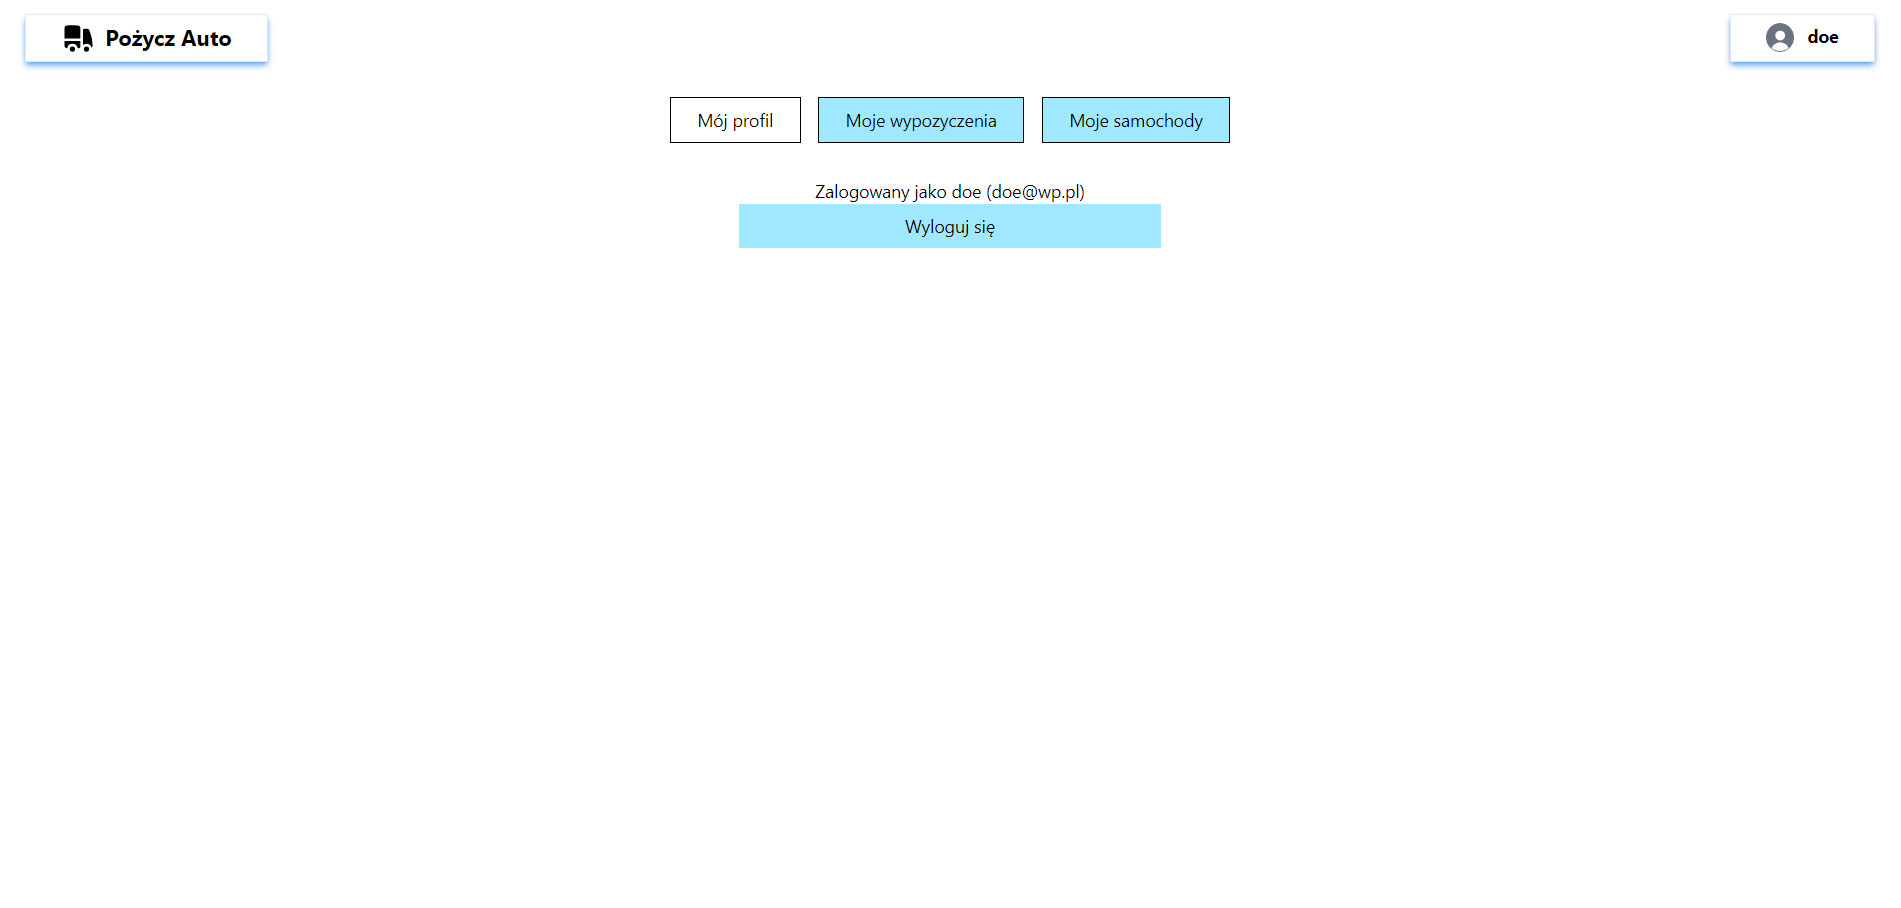 Pożycz Auto
doe
Mój profil
Moje wypozyczenia
Moje samochody
Zalogowany jako doe (doe@wp.pl)
Wyloguj się